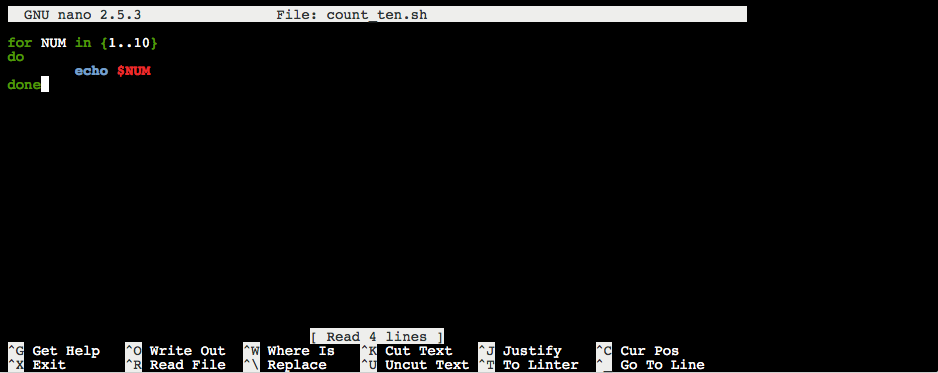 GNU nano 2.5.3 File: count_ten.sh
for NUM in {1..10}
do
echo $NUM
done
[ Read 4 lines ]
^G Get Help ^O Write Out ^W Where Is ^K Cut Text ^J Justify ^C Cur Pos
^X Exit ^R Read File ^\ Replace ^U Uncut Text ^T To Linter ^_ Go To Line